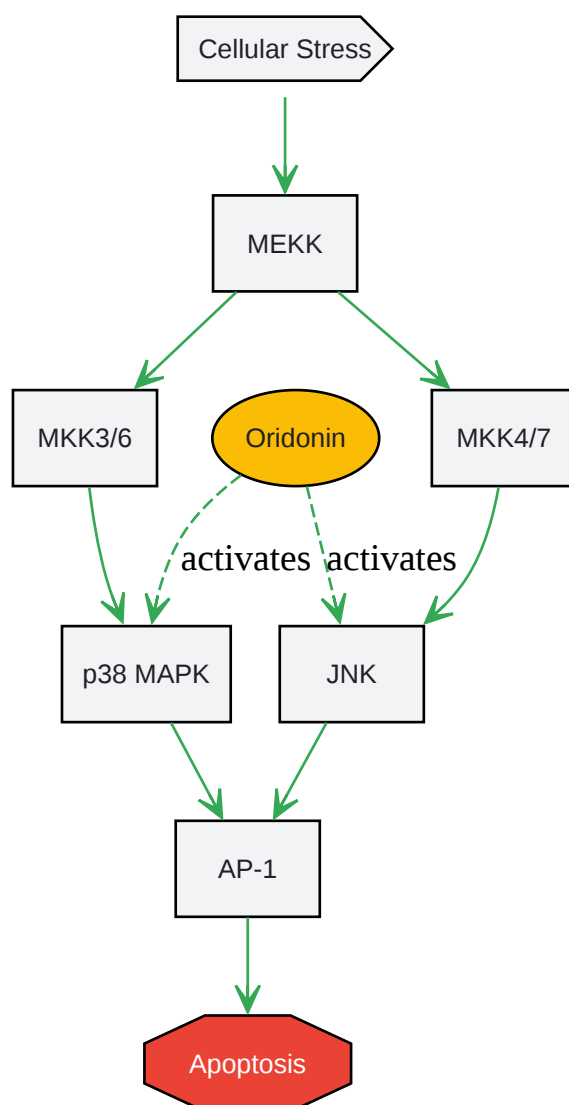 Cellular Stress
MEKK
MKK3/6
Oridonin
MKK4/7
activates
activates
p38 MAPK
JNK
AP-1
Apoptosis